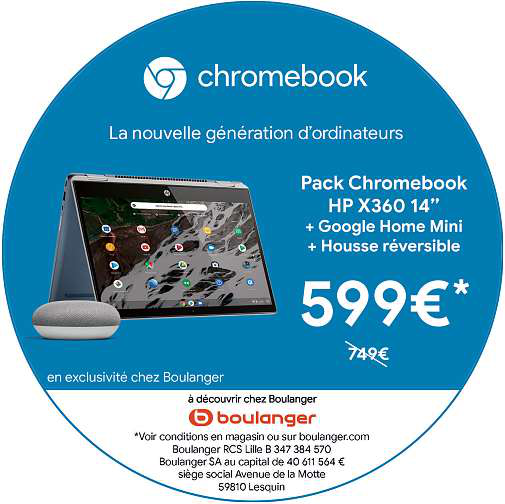 chromebook
La nouvelle génération d'ordinateurs
Pack Chromebook
HP X360 14”
+ Google Home Mini
+ Housse réversible
599€*
749€
en exclusivité chez Boulanger
à découvrir chez Boulanger
boulanger
*Voir conditions en magasin ou sur boulanger.com
Boulanger RCS Lille B 347 384 570
Boulanger SA au capital de 40 611 564 €
siège social Avenue de la Motte
59810 Lesquin